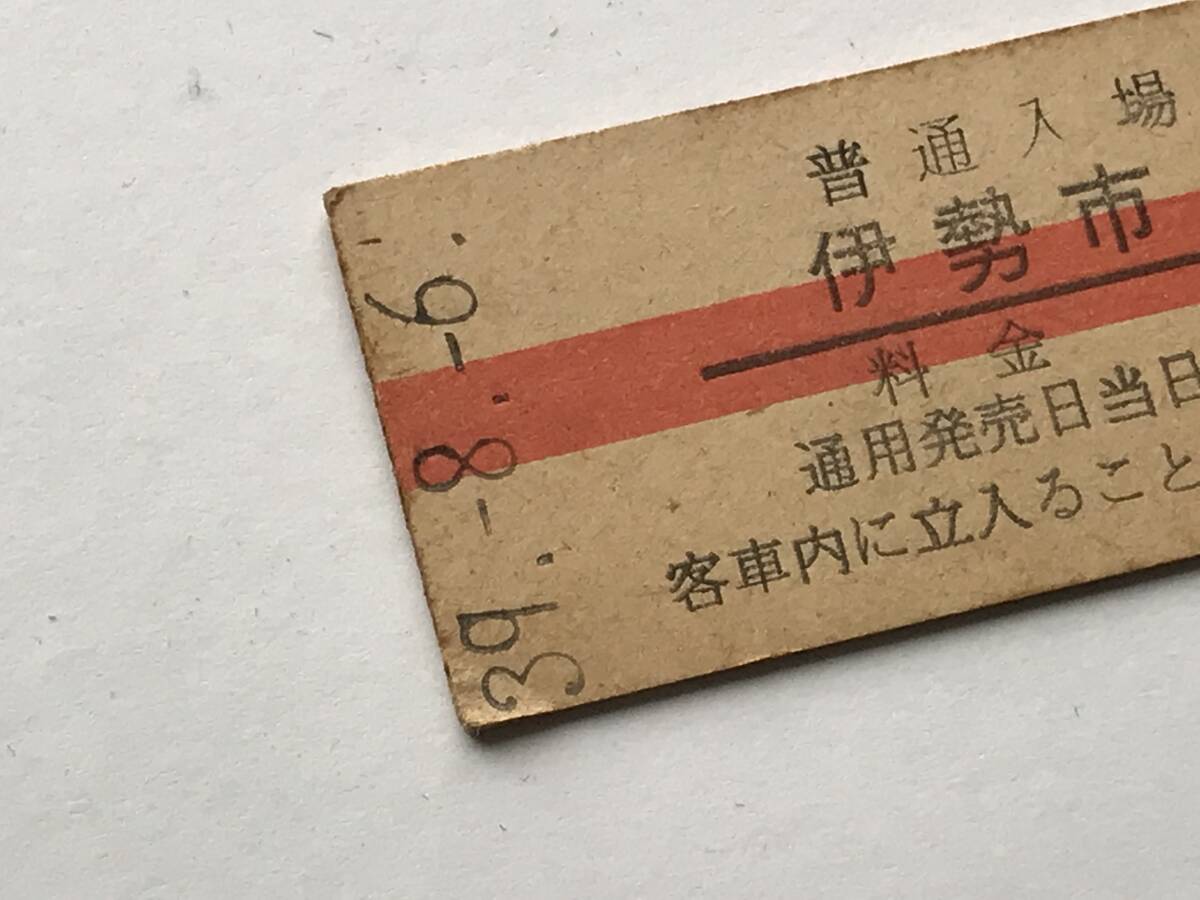 39.-8.-6.
普通入場
伊勢市
料金
通用発売日当日
客車内に立入ること